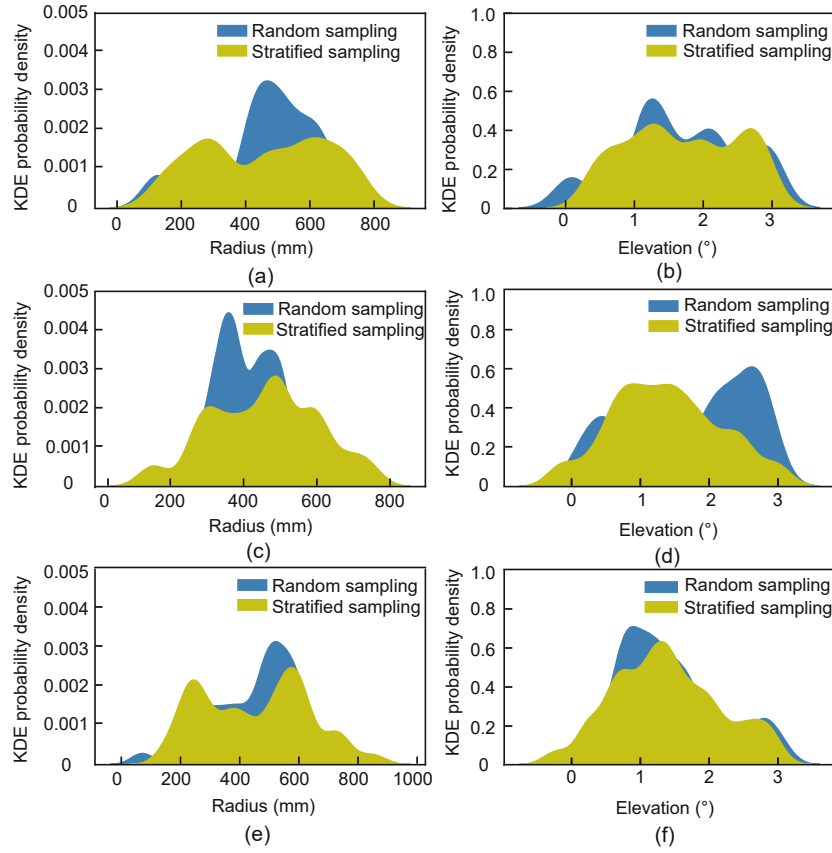 0.005
0.004
0.003
0.002
0.001
0
KDE probability density
Random sampling
Stratified sampling
0 200 400 600 800
Radius (mm)
(a)
1.0
0.8
0.6
0.4
0.2
0
KDE probability density
Random sampling
Stratified sampling
0 1 2 3
Elevation (°)
(b)
0.005
0.004
0.003
0.002
0.001
0
KDE probability density
Random sampling
Stratified sampling
0 200 400 600 800
Radius (mm)
(c)
1.0
0.8
0.6
0.4
0.2
0
KDE probability density
Random sampling
Stratified sampling
0 1 2 3
Elevation (°)
(d)
0.005
0.004
0.003
0.002
0.001
0
KDE probability density
Random sampling
Stratified sampling
0 200 400 600 800 1000
Radius (mm)
(e)
1.0
0.8
0.6
0.4
0.2
0
KDE probability density
Random sampling
Stratified sampling
0 1 2 3
Elevation (°)
(f)